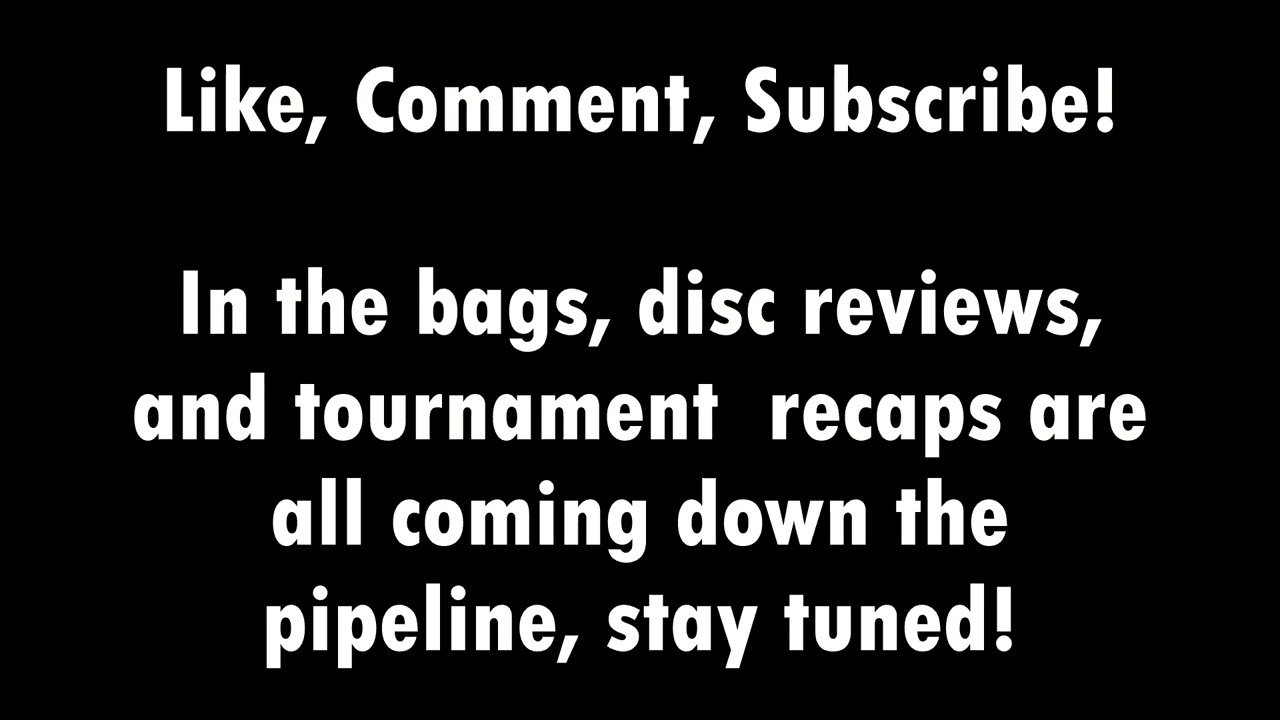 Like, Comment, Subscribe!
In the bags, disc reviews,
and tournament  recaps are
all coming down the
pipeline, stay tuned!